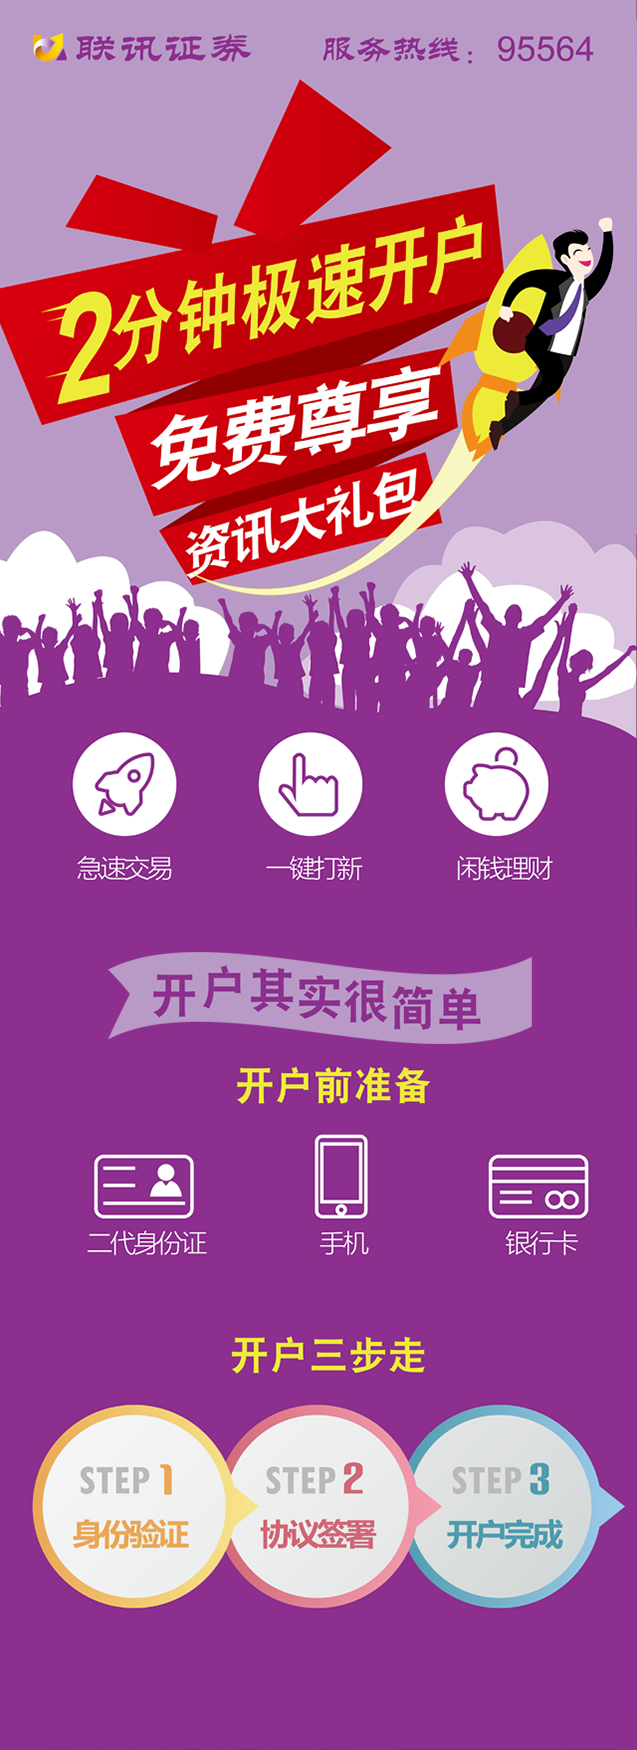 联讯证券
服务热线：95564
2分钟极速开户
免费尊享
资讯大礼包
急速交易 一键打新 闲钱理财
开户其实很简单
开户前准备
二代身份证 手机 银行卡
开户三步走
STEP 1 STEP 2 STEP 3
身份验证 协议签署 开户完成